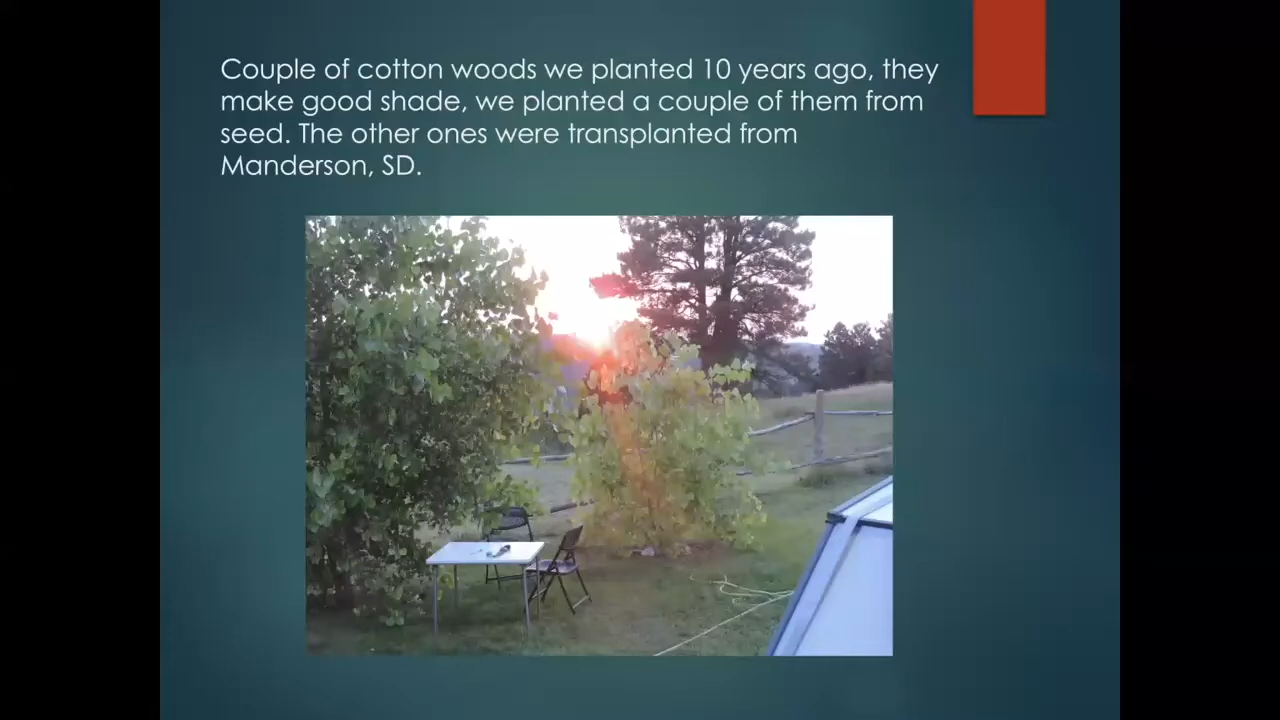 Couple of cotton woods we planted 10 years ago, they
make good shade, we planted a couple of them from
seed. The other ones were transplanted from
Manderson, SD.